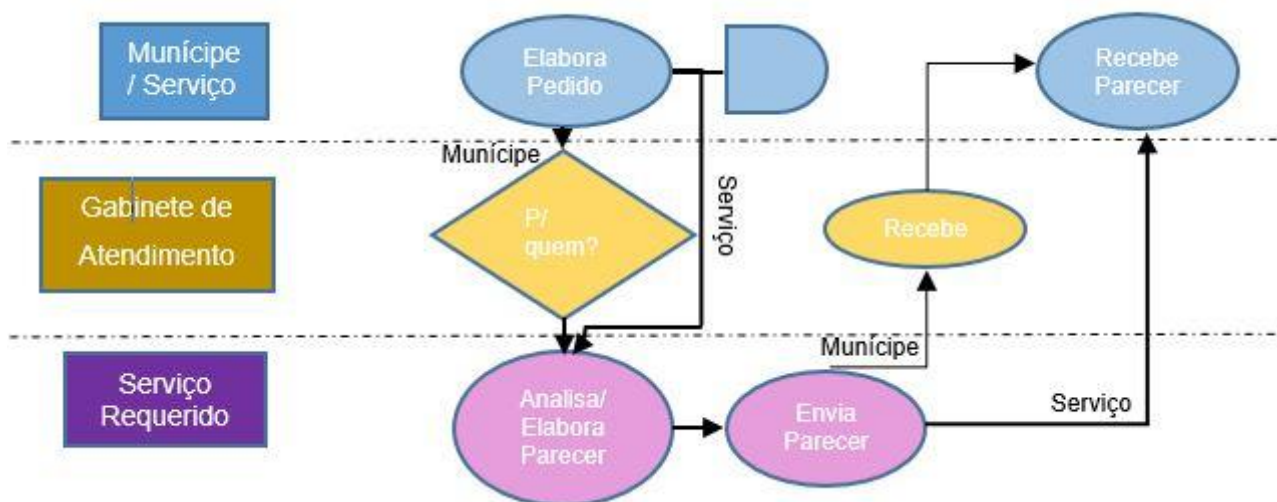 Munícipe
/ Serviço
Elabora
Pedido
Recebe
Parecer
Munícipe
Gabinete de
Atendimento
P/
quem?
Serviço
Recebe
Serviço
Requerido
Analisa/
Elabora
Parecer
Munícipe
Envia
Parecer
Serviço